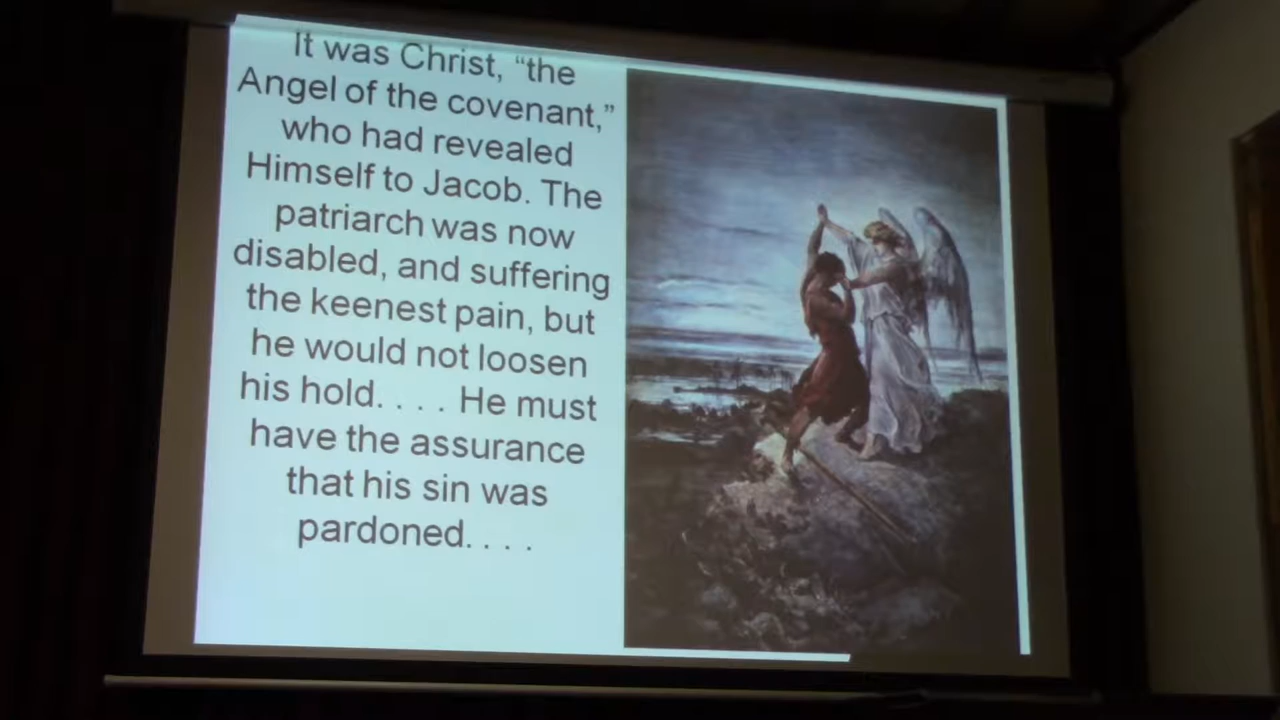 It was Christ, “the
Angel of the covenant,”
who had revealed
Himself to Jacob. The
patriarch was now
disabled, and suffering
the keenest pain, but
he would not loosen
his hold. . . . He must
have the assurance
that his sin was
pardoned. . . .